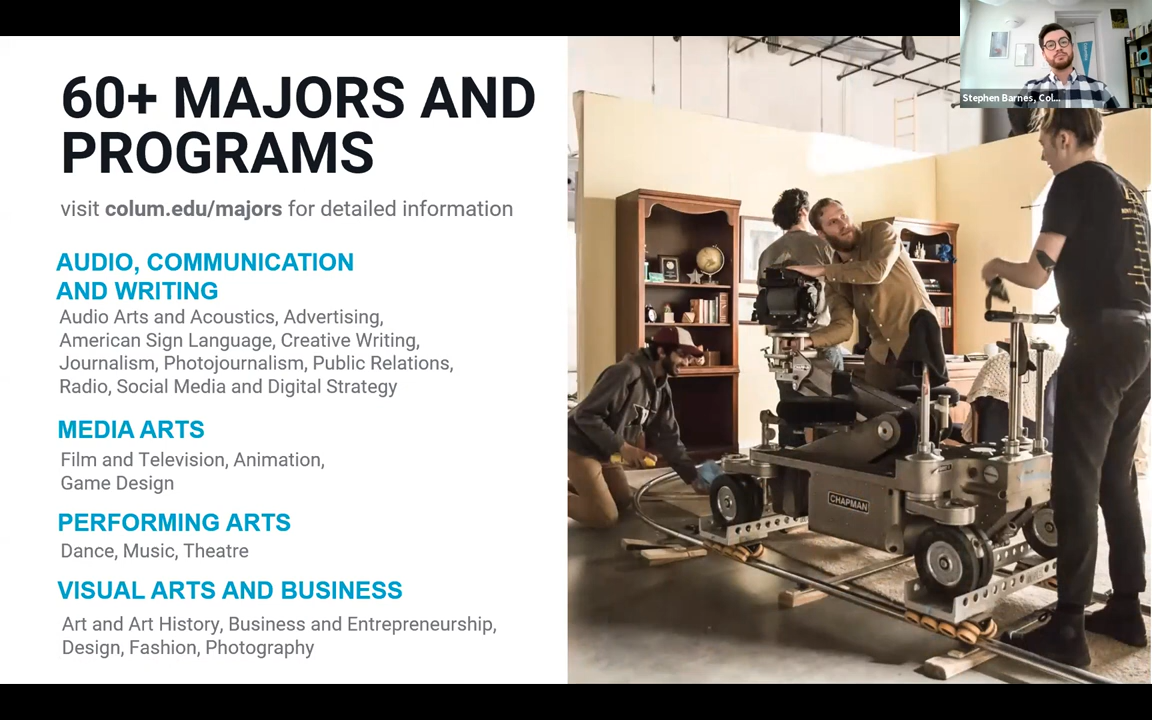 60+ MAJORS AND
PROGRAMS
visit colum.edu/majors for detailed information
AUDIO, COMMUNICATION
AND WRITING
Audio Arts and Acoustics, Advertising,
American Sign Language, Creative Writing,
Journalism, Photojournalism, Public Relations,
Radio, Social Media and Digital Strategy
MEDIA ARTS
Film and Television, Animation,
Game Design
PERFORMING ARTS
Dance, Music, Theatre
VISUAL ARTS AND BUSINESS
Art and Art History, Business and Entrepreneurship,
Design, Fashion, Photography
Stephen Barnes, Col...
CHAPMAN